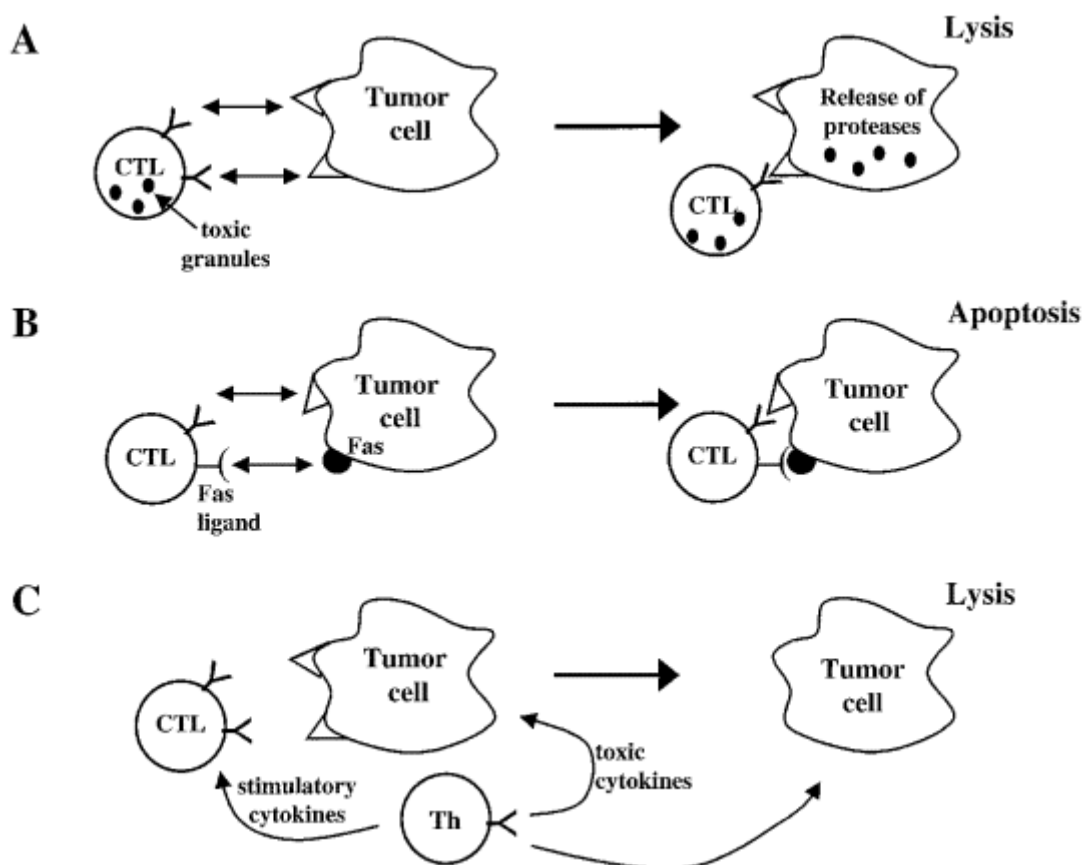 A
Lysis
CTL
toxic
granules
Tumor
cell
Release of
proteases
CTL
B
Apoptosis
CTL
Fas
ligand
Tumor
cell
Fas
CTL
Tumor
cell
C
Lysis
CTL
Tumor
cell
stimulatory
cytokines
Th
toxic
cytokines
Tumor
cell